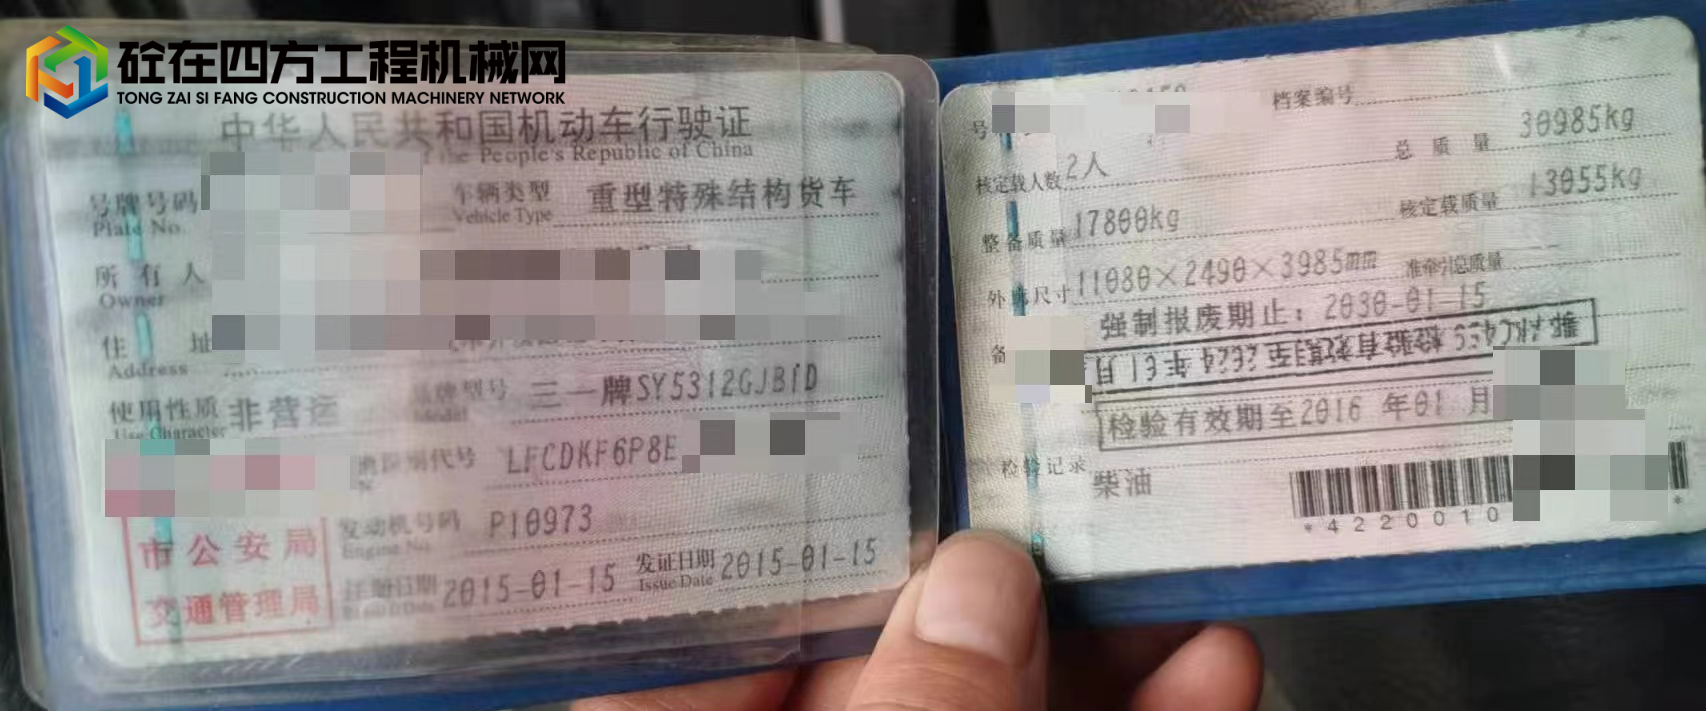 砼在四方工程机械网
TONG ZAI SI FANG CONSTRUCTION MACHINERY NETWORK
中华人民共和国机动车行驶证
the People's Republic of China
号牌号码
Plate No.
车辆类型 重型特殊结构货车
Vehicle Type
所有人
Owner
住址
Address
使用性质 非营运
Use Character
品牌型号 三一牌SY5312GJB1D
Model
识别代号 LFCDKF6P8E
发动机号码 P10973
Engine No.
注册日期 2015-01-15
发证日期 2015-01-15
Issue Date
市公安局
交通管理局
号
档案编号
核定载人数 2人
总质量 30985kg
整备质量 17800kg
核定载质量 13055kg
外廓尺寸 11080×2490×3985mm
准牵引总质量
备
强制报废期止：2030-01-15
检验有效期至2016年01月
检验记录
柴油
*4220010
*